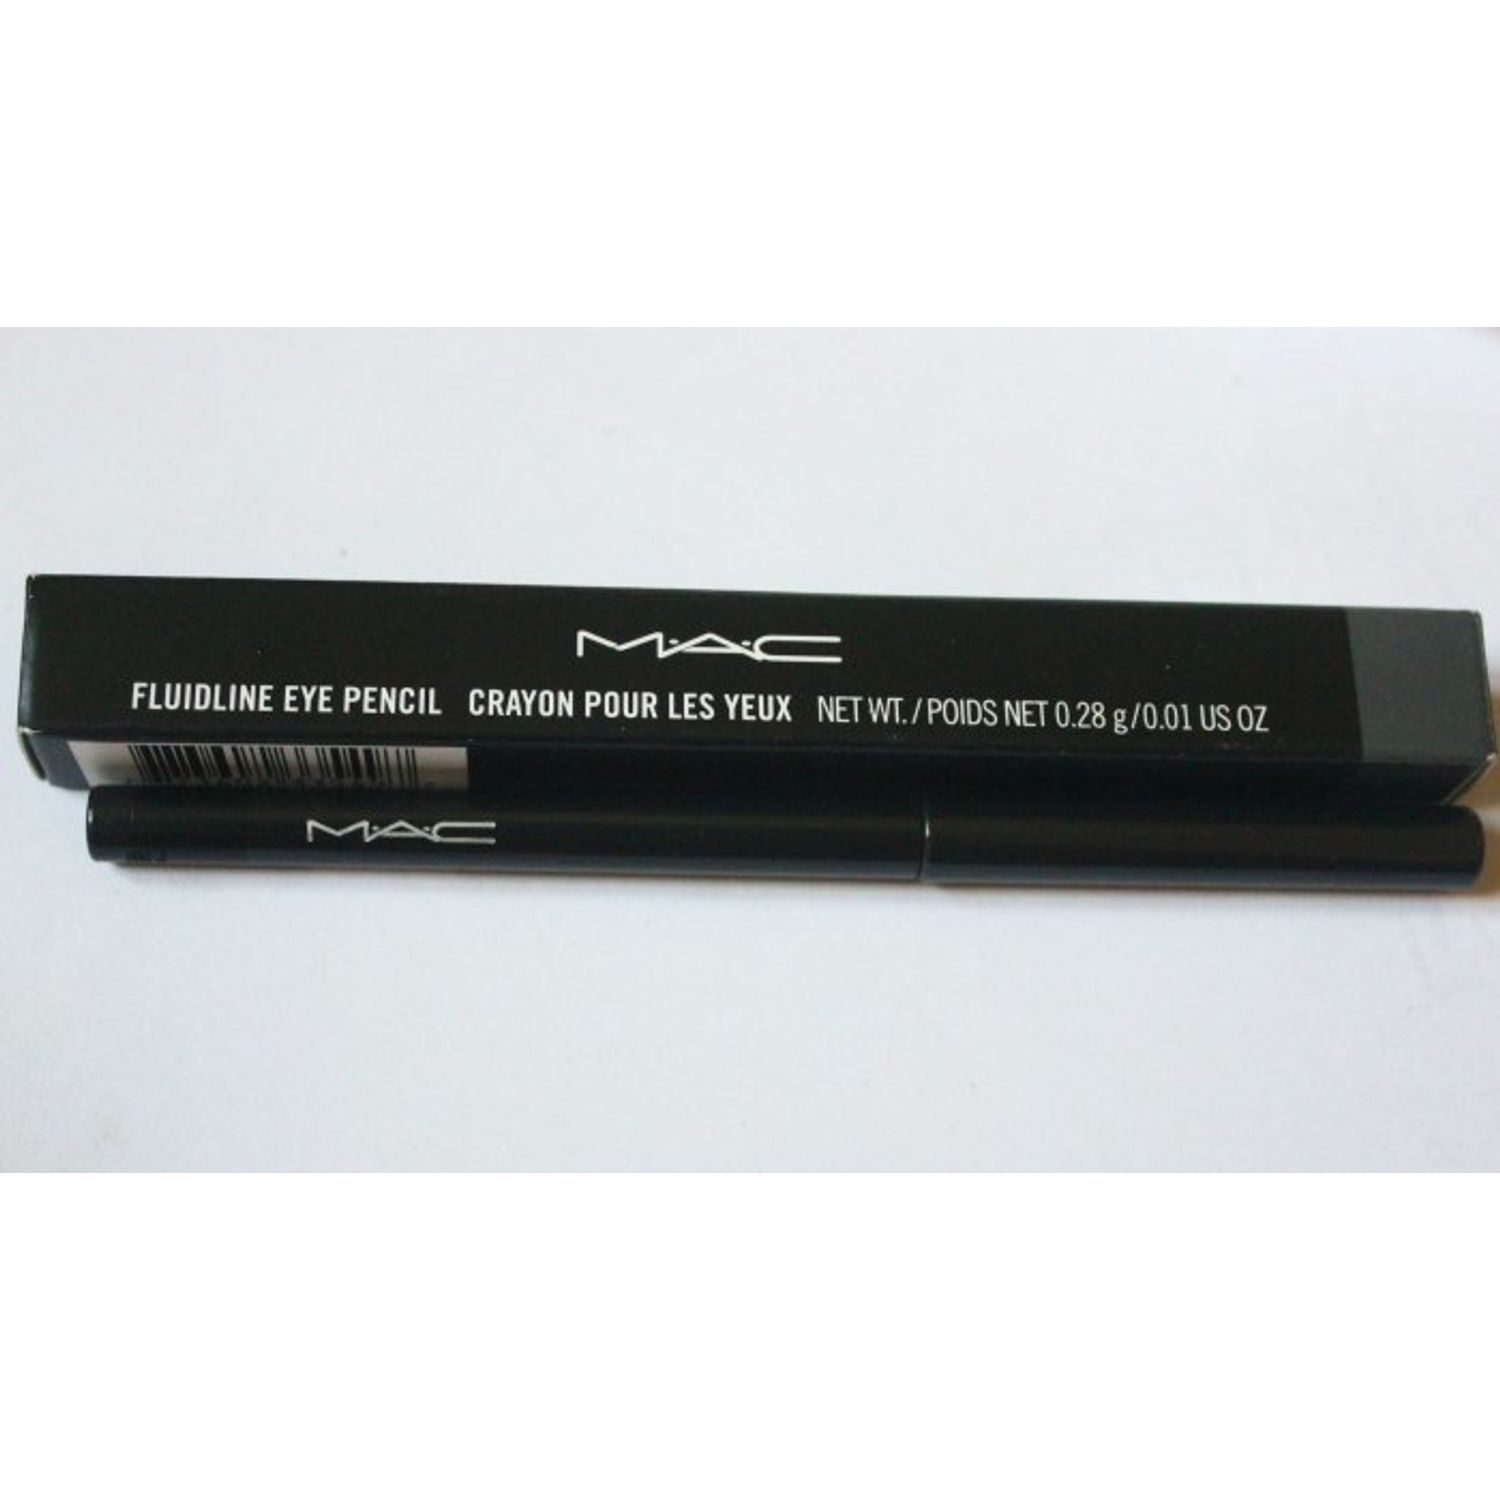 M·A·C
FLUIDLINE EYE PENCIL CRAYON POUR LES YEUX NET WT. / POIDS NET 0.28 g/0.01 US OZ
M·A·C